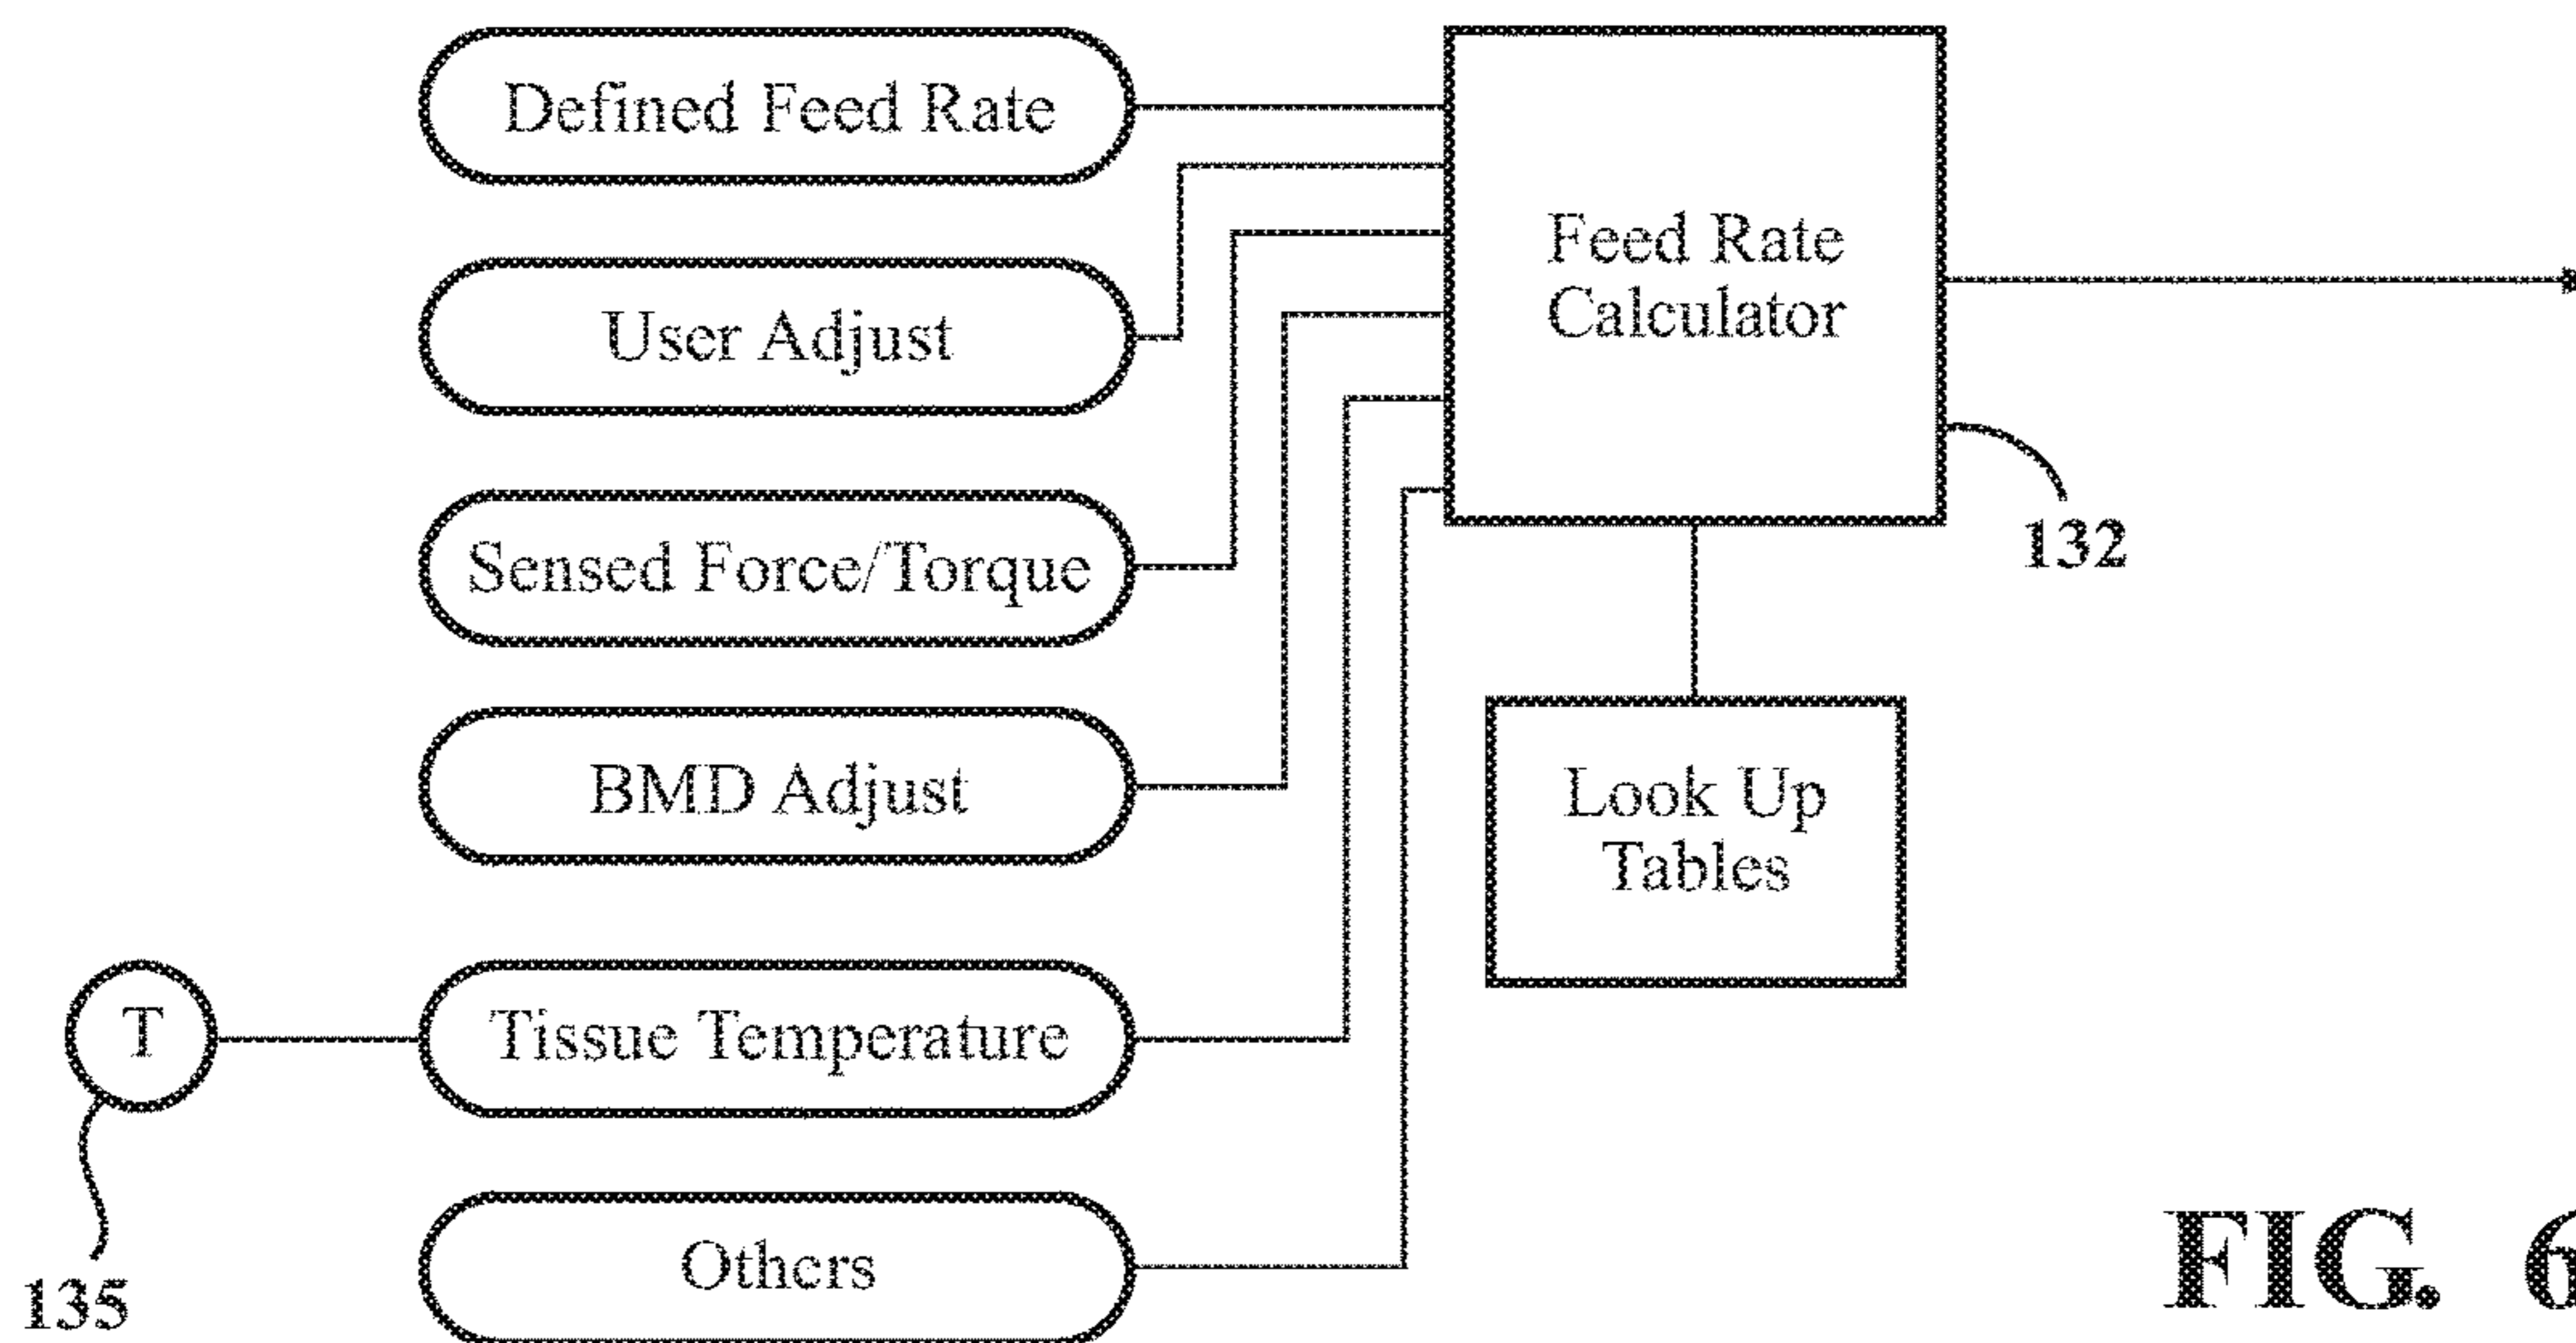 Defined Feed Rate
User Adjust
Sensed Force/Torque
BMD Adjust
Tissue Temperature
Others
T
135
Feed Rate
Calculator
132
Look Up
Tables
FIG. 6